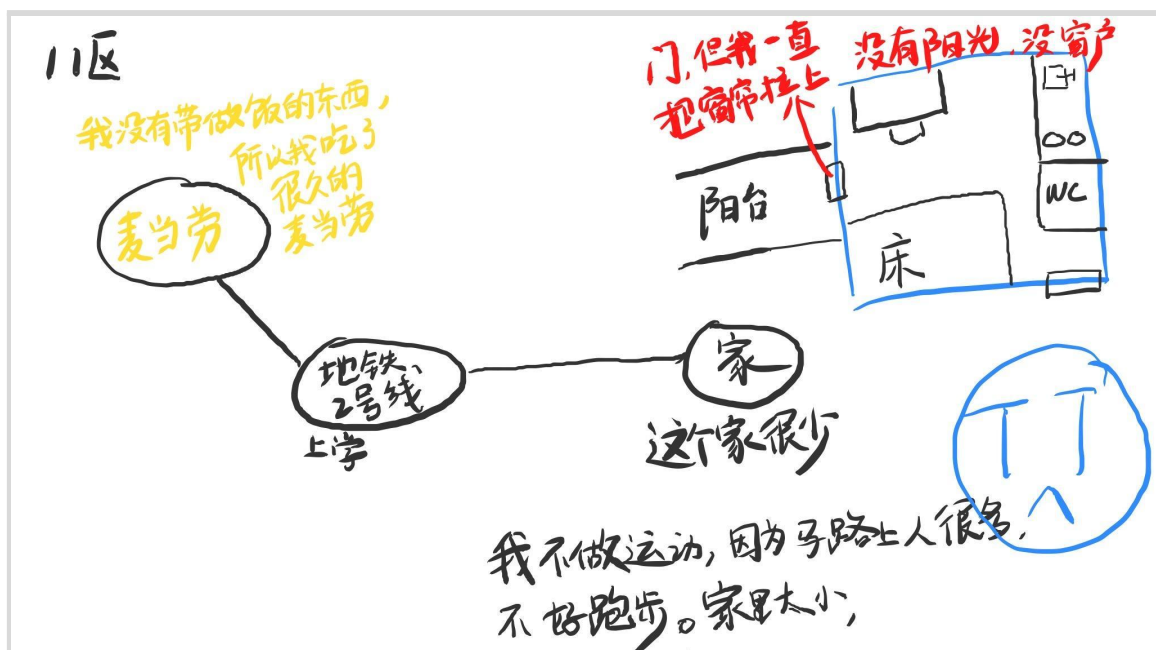 11区
我没有带做饭的东西，
所以我吃了
很久的
麦当劳
麦当劳
地铁、
2号线
上学
家
这个家很少
门,但我一直
把窗帘拉上
没有阳光,没窗户
阳台
床
WC
我不做运动,因为马路上人很多,
不好跑步。家里太小,